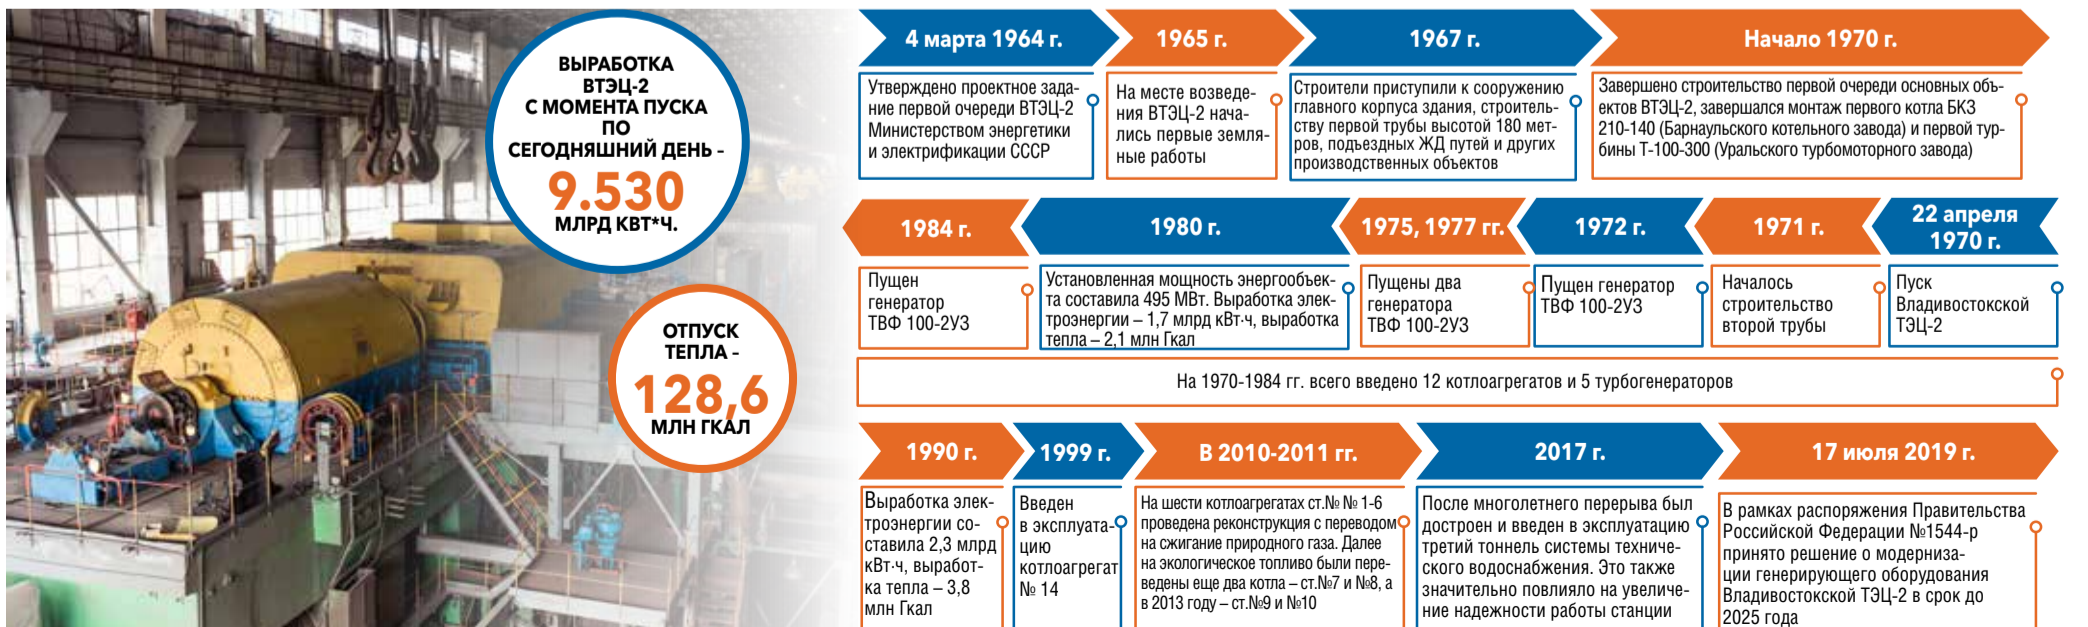 ВЫРАБОТКА
ВТЭЦ-2
С МОМЕНТА ПУСКА
ПО
СЕГОДНЯШНИЙ ДЕНЬ -
9.530
МЛРД КВТ*Ч.
ОТПУСК
ТЕПЛА -
128,6
МЛН ГКАЛ
4 марта 1964 г.
Утверждено проектное зада-
ние первой очереди ВТЭЦ-2
Министерством энергетики
и электрификации СССР
1965 г.
На месте возведе-
ния ВТЭЦ-2 нача-
лись первые земля-
ные работы
1967 г.
Строители приступили к сооружению
главного корпуса здания, строитель-
ству первой трубы высотой 180 мет-
ров, подъездных ЖД путей и других
производственных объектов
Начало 1970 г.
Завершено строительство первой очереди основных объ-
ектов ВТЭЦ-2, завершался монтаж первого котла БКЗ
210-140 (Барнаульского котельного завода) и первой тур-
бины Т-100-300 (Уральского турбомоторного завода)
22 апреля
1970 г.
Пуск
Владивостокской
ТЭЦ-2
1971 г.
Началось
строительство
второй трубы
1972 г.
Пущен генератор
ТВФ 100-2УЗ
1975, 1977 гг.
Пущены два
генератора
ТВФ 100-2УЗ
1980 г.
Установленная мощность энергообъек-
та составила 495 МВт. Выработка элек-
троэнергии – 1,7 млрд кВт·ч, выработка
тепла – 2,1 млн Гкал
1984 г.
Пущен
генератор
ТВФ 100-2УЗ
На 1970-1984 гг. всего введено 12 котлоагрегатов и 5 турбогенераторов
1990 г.
Выработка элек-
троэнергии со-
ставила 2,3 млрд
кВт·ч, выработ-
ка тепла – 3,8
млн Гкал
1999 г.
Введен
в эксплуата-
цию
котлоагрегат
№ 14
В 2010-2011 гг.
На шести котлоагрегатах ст.№ № 1-6
проведена реконструкция с переводом
на сжигание природного газа. Далее
на экологическое топливо были пере-
ведены еще два котла – ст.№7 и №8, а
в 2013 году – ст.№9 и №10
2017 г.
После многолетнего перерыва был
достроен и введен в эксплуатацию
третий тоннель системы техниче-
ского водоснабжения. Это также
значительно повлияло на увеличе-
ние надежности работы станции
17 июля 2019 г.
В рамках распоряжения Правительства
Российской Федерации №1544-р
принято решение о модерниза-
ции генерирующего оборудования
Владивостокской ТЭЦ-2 в срок до
2025 года